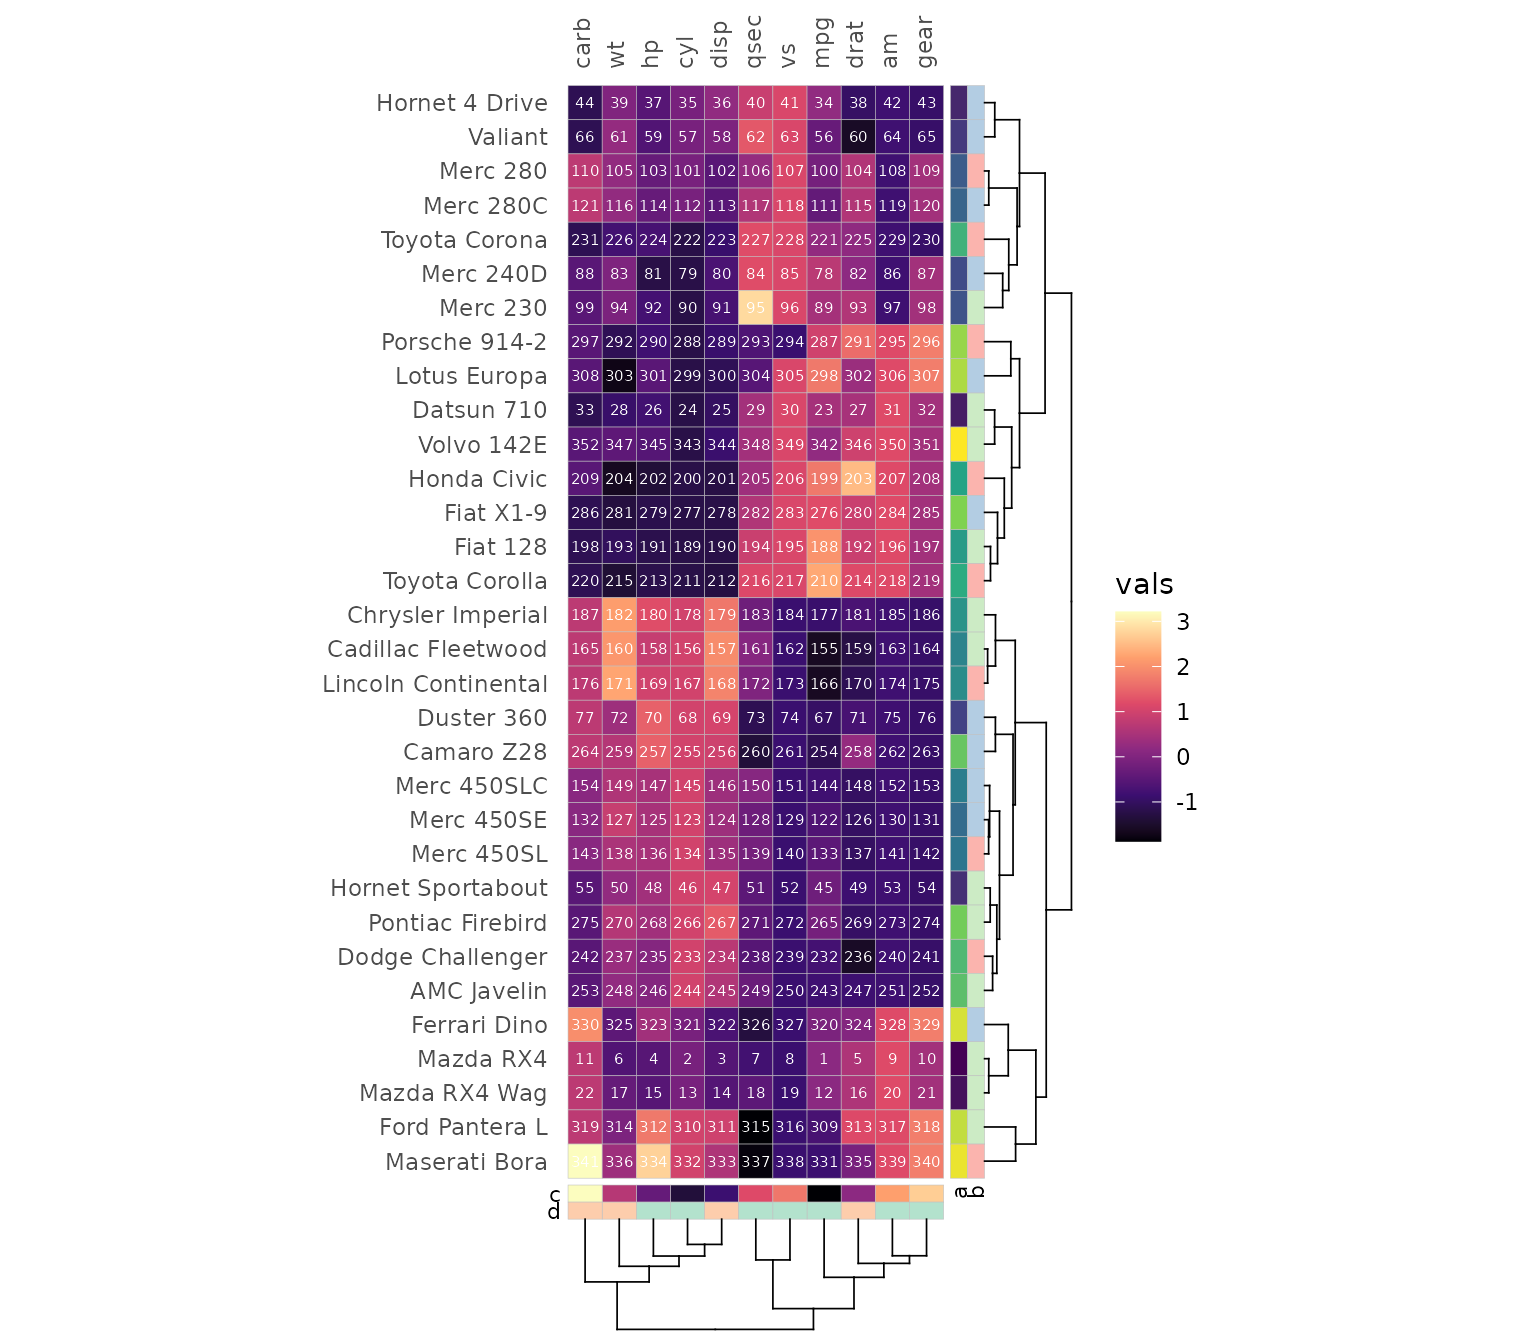 carb wt hp cyl disp qsec vs mpg drat am gear
Hornet 4 Drive 44 39 37 35 36 40 41 34 38 42 43
Valiant 66 61 59 57 58 62 63 56 60 64 65
Merc 280 110 105 103 101 102 106 107 100 104 108 109
Merc 280C 121 116 114 112 113 117 118 111 115 119 120
Toyota Corona 231 226 224 222 223 227 228 221 225 229 230
Merc 240D 88 83 81 79 80 84 85 78 82 86 87
Merc 230 99 94 92 90 91 95 96 89 93 97 98
Porsche 914-2 297 292 290 288 289 293 294 287 291 295 296
Lotus Europa 308 303 301 299 300 304 305 298 302 306 307
Datsun 710 33 28 26 24 25 29 30 23 27 31 32
Volvo 142E 352 347 345 343 344 348 349 342 346 350 351
Honda Civic 209 204 202 200 201 205 206 199 203 207 208
Fiat X1-9 286 281 279 277 278 282 283 276 280 284 285
Fiat 128 198 193 191 189 190 194 195 188 192 196 197
Toyota Corolla 220 215 213 211 212 216 217 210 214 218 219
Chrysler Imperial 187 182 180 178 179 183 184 177 181 185 186
Cadillac Fleetwood 165 160 158 156 157 161 162 155 159 163 164
Lincoln Continental 176 171 169 167 168 172 173 166 170 174 175
Duster 360 77 72 70 68 69 73 74 67 71 75 76
Camaro Z28 264 259 257 255 256 260 261 254 258 262 263
Merc 450SLC 154 149 147 145 146 150 151 144 148 152 153
Merc 450SE 132 127 125 123 124 128 129 122 126 130 131
Merc 450SL 143 138 136 134 135 139 140 133 137 141 142
Hornet Sportabout 55 50 48 46 47 51 52 45 49 53 54
Pontiac Firebird 275 270 268 266 267 271 272 265 269 273 274
Dodge Challenger 242 237 235 233 234 238 239 232 236 240 241
AMC Javelin 253 248 246 244 245 249 250 243 247 251 252
Ferrari Dino 330 325 323 321 322 326 327 320 324 328 329
Mazda RX4 11 6 4 2 3 7 8 1 5 9 10
Mazda RX4 Wag 22 17 15 13 14 18 19 12 16 20 21
Ford Pantera L 319 314 312 310 311 315 316 309 313 317 318
Maserati Bora 341 336 334 332 333 337 338 331 335 339 340
c
d
a b
vals
3
2
1
0
-1